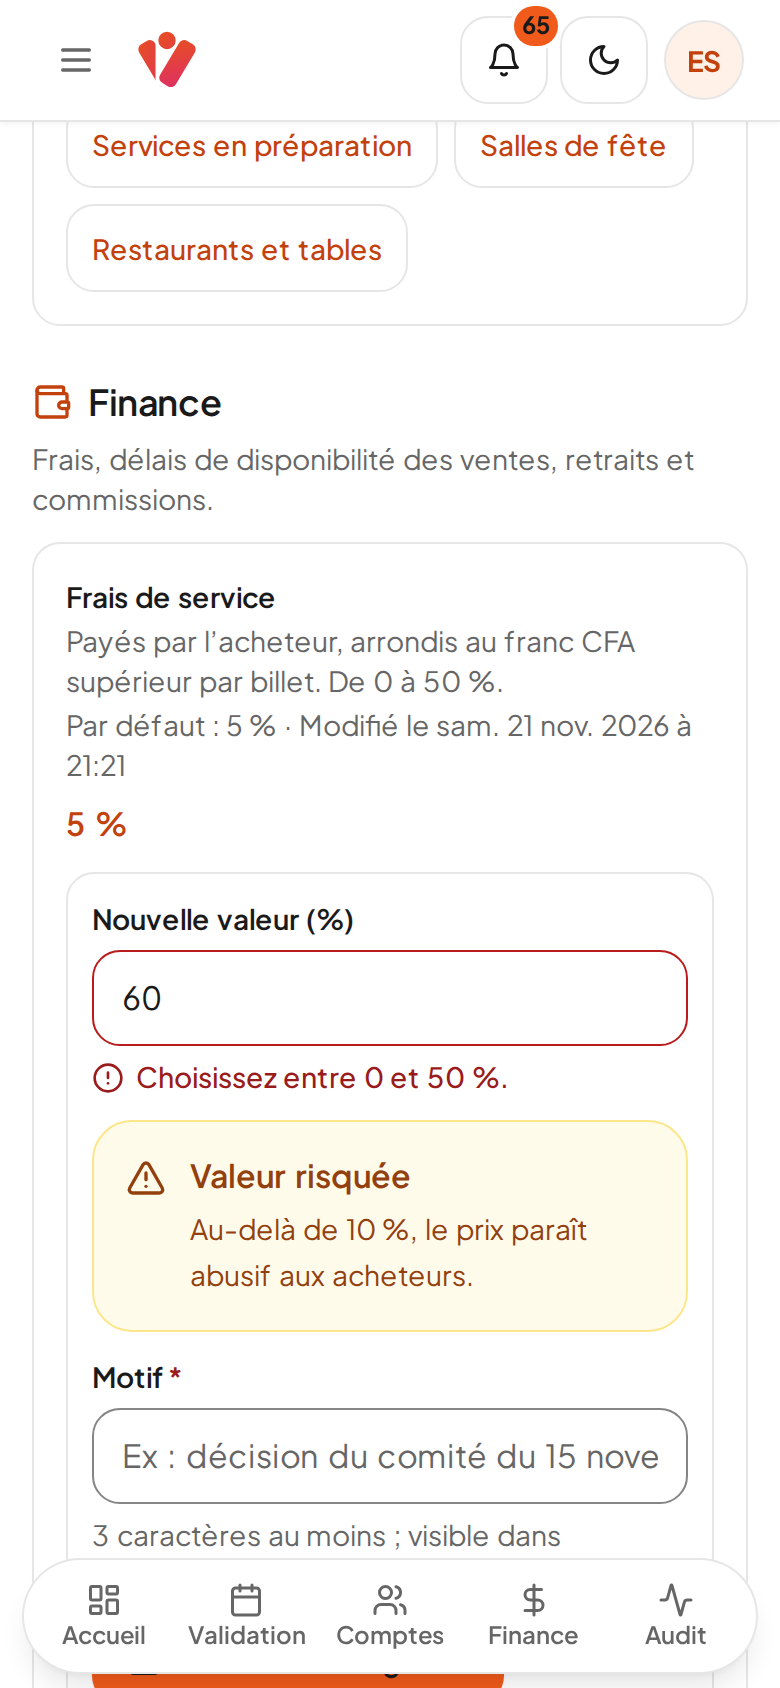 65
ES
Services en préparation
Salles de fête
Restaurants et tables
Finance
Frais, délais de disponibilité des ventes, retraits et
commissions.
Frais de service
Payés par l’acheteur, arrondis au franc CFA
supérieur par billet. De 0 à 50 %.
Par défaut : 5 % · Modifié le sam. 21 nov. 2026 à
21:21
5 %
Nouvelle valeur (%)
60
Choisissez entre 0 et 50 %.
Valeur risquée
Au-delà de 10 %, le prix paraît
abusif aux acheteurs.
Motif *
Ex : décision du comité du 15 nove
3 caractères au moins ; visible dans
Accueil
Validation
Comptes
Finance
Audit